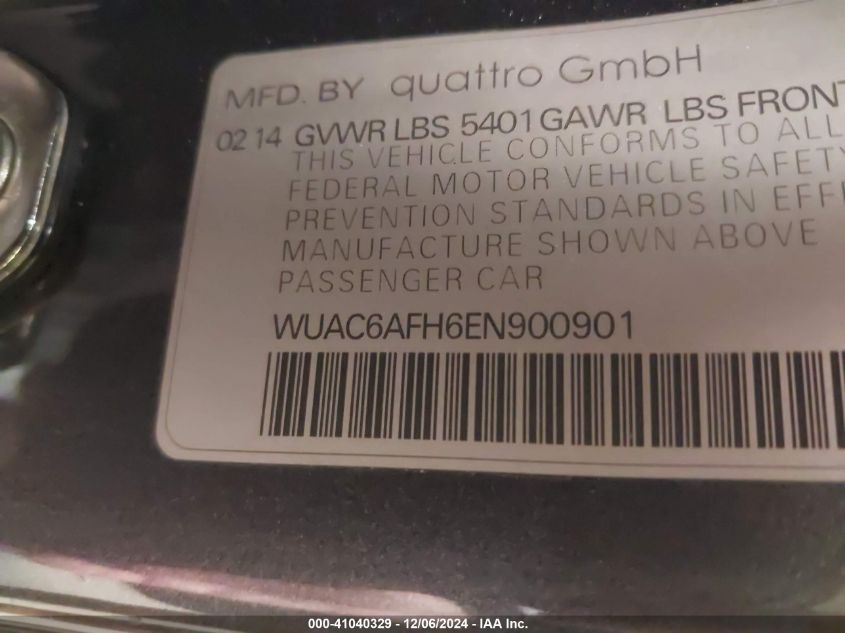 MFD. BY quattro GmbH
02 14 GVWR LBS 5401 GAWR LBS FRONT
THIS VEHICLE CONFORMS TO ALL
FEDERAL MOTOR VEHICLE SAFETY
PREVENTION STANDARDS IN EFF
MANUFACTURE SHOWN ABOVE
PASSENGER CAR
WUAC6AFH6EN900901
000-41040329 - 12/06/2024 - IAA Inc.